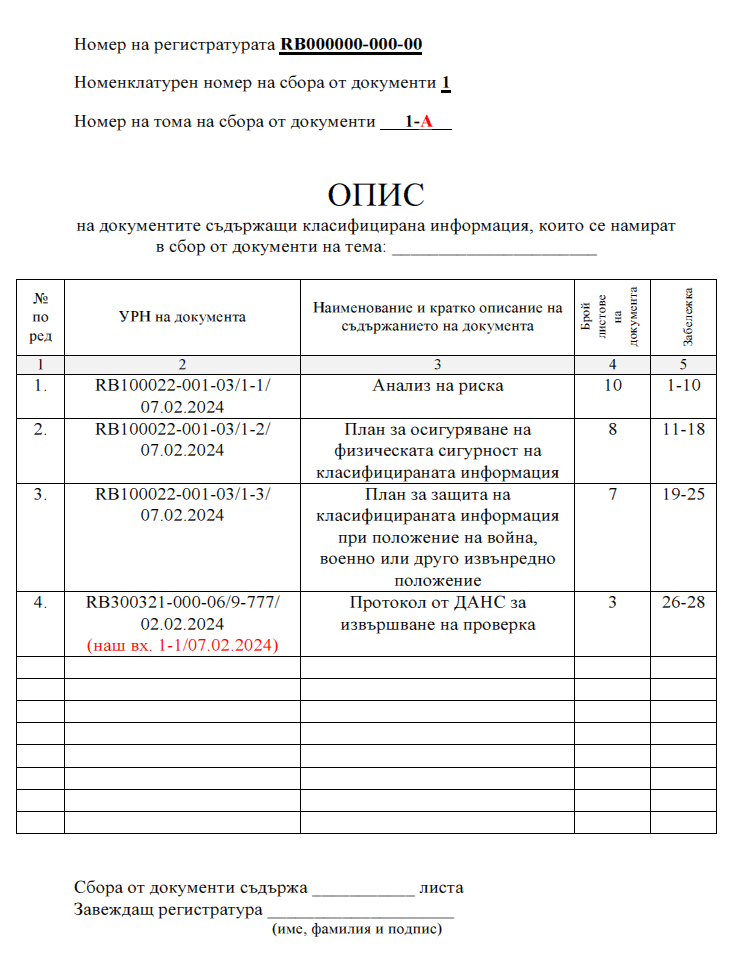 Номер на регистратурата RB000000-000-00
Номенклатурен номер на сбора от документи 1
Номер на тома на сбора от документи 1-А
ОПИС
на документите съдържащи класифицирана информация, които се намират
в сбор от документи на тема: ______________________
№
по
ред
УРН на документа
Наименование и кратко описание на
съдържанието на документа
Брой
листове
на
документа
Забележка
1 2 3 4 5
1. RB100022-001-03/1-1/ Анализ на риска 10 1-10
07.02.2024
2. RB100022-001-03/1-2/ План за осигуряване на 8 11-18
07.02.2024 физическата сигурност на
класифицираната информация
3. RB100022-001-03/1-3/ План за защита на 7 19-25
07.02.2024 класифицираната информация
при положение на война,
военно или друго извънредно
положение
4. RB300321-000-06/9-777/ Протокол от ДАНС за 3 26-28
02.02.2024 извършване на проверка
(наш вх. 1-1/07.02.2024)
Сбора от документи съдържа ___________ листа
Завеждащ регистратура ____________________
(име, фамилия и подпис)